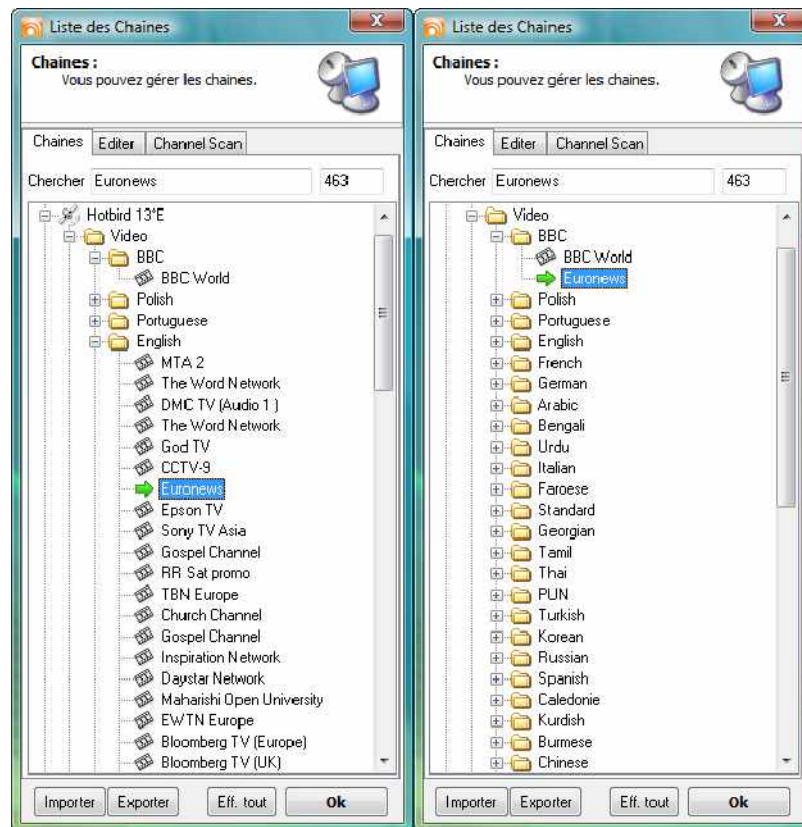 Liste des Chaines
Chaines :
Vous pouvez gérer les chaines.
Chaines Editer Channel Scan
Chercher Euronews 463
Hotbird 13°E
Video
BBC
BBC World
Polish
Portuguese
English
MTA 2
The Word Network
DMC TV (Audio 1 )
The Word Network
God TV
CCTV-9
Euronews
Epson TV
Sony TV Asia
Gospel Channel
RR Sat promo
TBN Europe
Church Channel
Gospel Channel
Inspiration Network
Daystar Network
Maharishi Open University
EWTN Europe
Bloomberg TV (Europe)
Bloomberg TV (UK)
Importer Exporter Eff. tout Ok
Liste des Chaines
Chaines :
Vous pouvez gérer les chaines.
Chaines Editer Channel Scan
Chercher Euronews 463
Video
BBC
BBC World
Euronews
Polish
Portuguese
English
French
German
Arabic
Bengali
Urdu
Italian
Faroese
Standard
Georgian
Tamil
Thai
PUN
Turkish
Korean
Russian
Spanish
Caledonie
Kurdish
Burmese
Chinese
Importer Exporter Eff. tout Ok